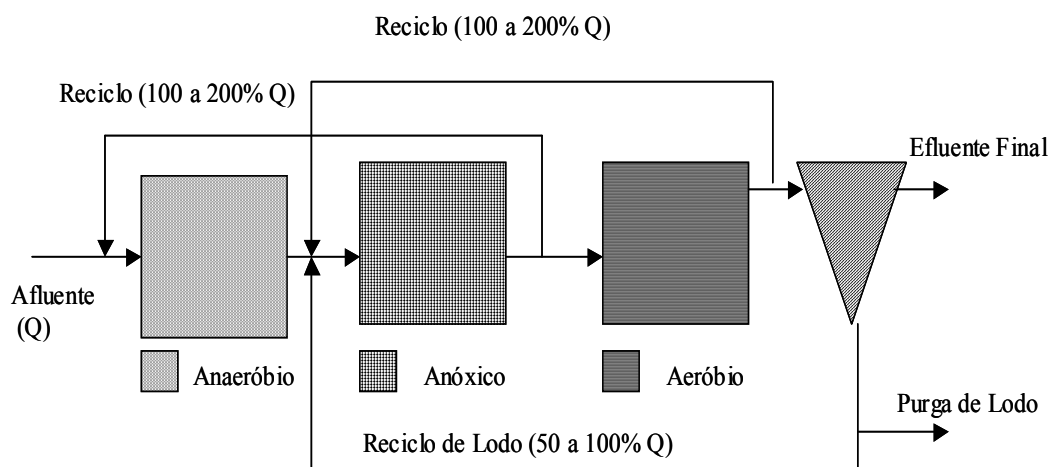 Reciclo (100 a 200% Q)
Reciclo (100 a 200% Q)
Efluente Final
Afluente
(Q)
Anaeróbio
Anóxico
Aeróbio
Purga de Lodo
Reciclo de Lodo (50 a 100% Q)